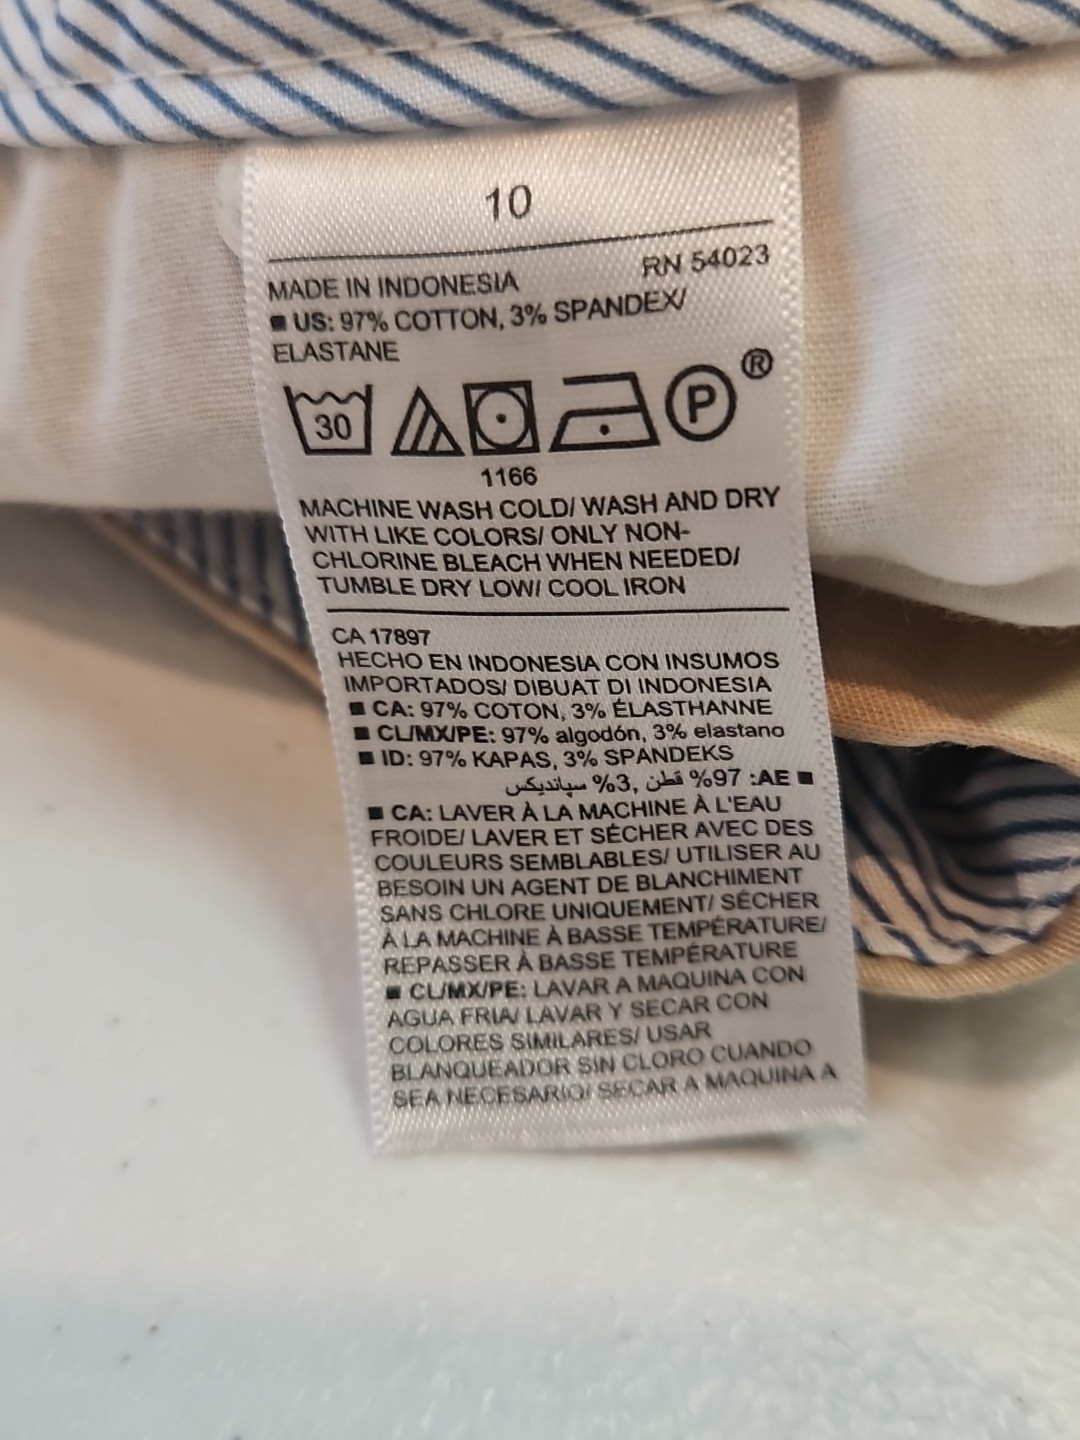 10
RN 54023
MADE IN INDONESIA
■ US: 97% COTTON, 3% SPANDEX/
ELASTANE
30 P ®
1166
MACHINE WASH COLD/ WASH AND DRY
WITH LIKE COLORS/ ONLY NON-
CHLORINE BLEACH WHEN NEEDED/
TUMBLE DRY LOW/ COOL IRON
CA 17897
HECHO EN INDONESIA CON INSUMOS
IMPORTADOS/ DIBUAT DI INDONESIA
■ CA: 97% COTON, 3% ÉLASTHANNE
■ CL/MX/PE: 97% algodón, 3% elastano
■ ID: 97% KAPAS, 3% SPANDEKS
■ AE: 97% قطن, 3% سپانديكس
■ CA: LAVER À LA MACHINE À L'EAU
FROIDE/ LAVER ET SÉCHER AVEC DES
COULEURS SEMBLABLES/ UTILISER AU
BESOIN UN AGENT DE BLANCHIMENT
SANS CHLORE UNIQUEMENT/ SÉCHER
À LA MACHINE À BASSE TEMPÉRATURE/
REPASSER À BASSE TEMPÉRATURE
■ CL/MX/PE: LAVAR A MAQUINA CON
AGUA FRIA/ LAVAR Y SECAR CON
COLORES SIMILARES/ USAR
BLANQUEADOR SIN CLORO CUANDO
SEA NECESARIO/ SECAR A MAQUINA A